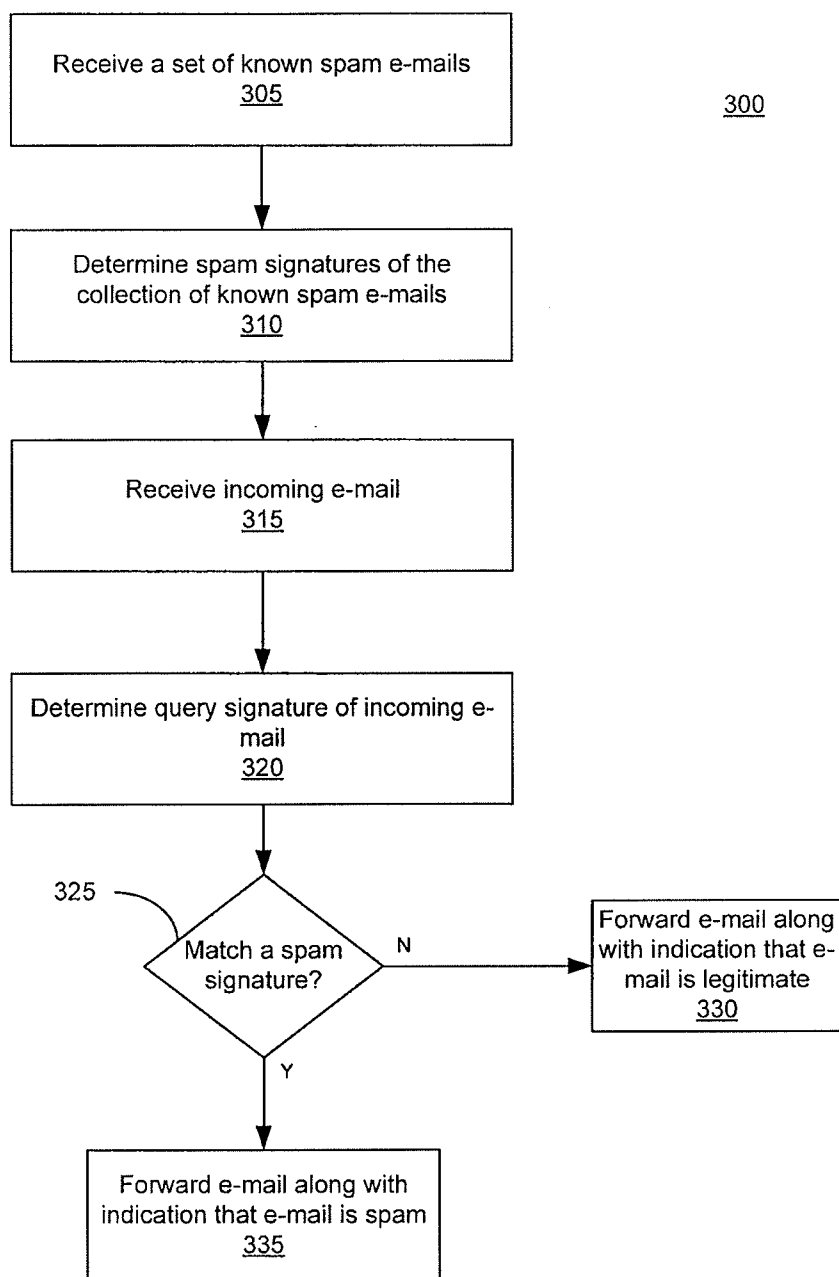 Receive a set of known spam e-mails
305
300
Determine spam signatures of the
collection of known spam e-mails
310
Receive incoming e-mail
315
Determine query signature of incoming e-
mail
320
325
Match a spam
signature?
N
Forward e-mail along
with indication that e-
mail is legitimate
330
Y
Forward e-mail along with
indication that e-mail is spam
335